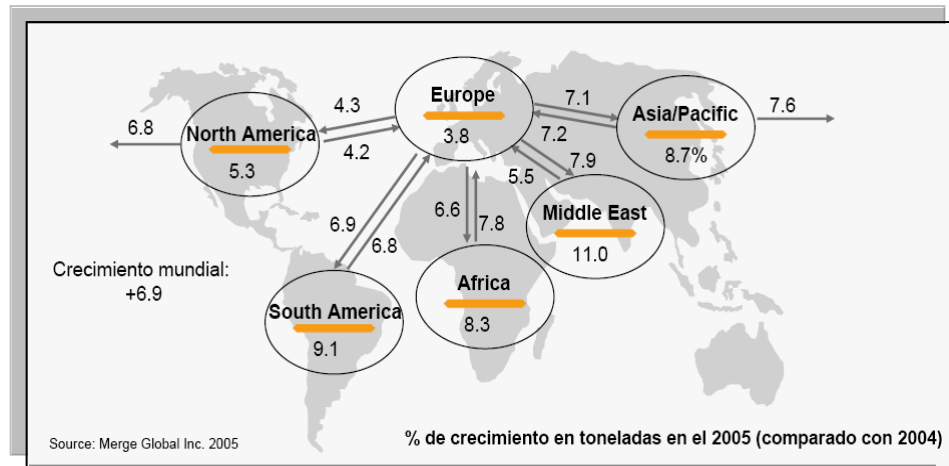 Europe
3.8
Asia/Pacific
8.7%
North America
5.3
Middle East
11.0
Africa
8.3
South America
9.1
6.8
4.3
4.2
7.1
7.2
7.6
7.9
5.5
6.9
6.8
6.6
7.8
Crecimiento mundial:
+6.9
Source: Merge Global Inc. 2005
% de crecimiento en toneladas en el 2005 (comparado con 2004)